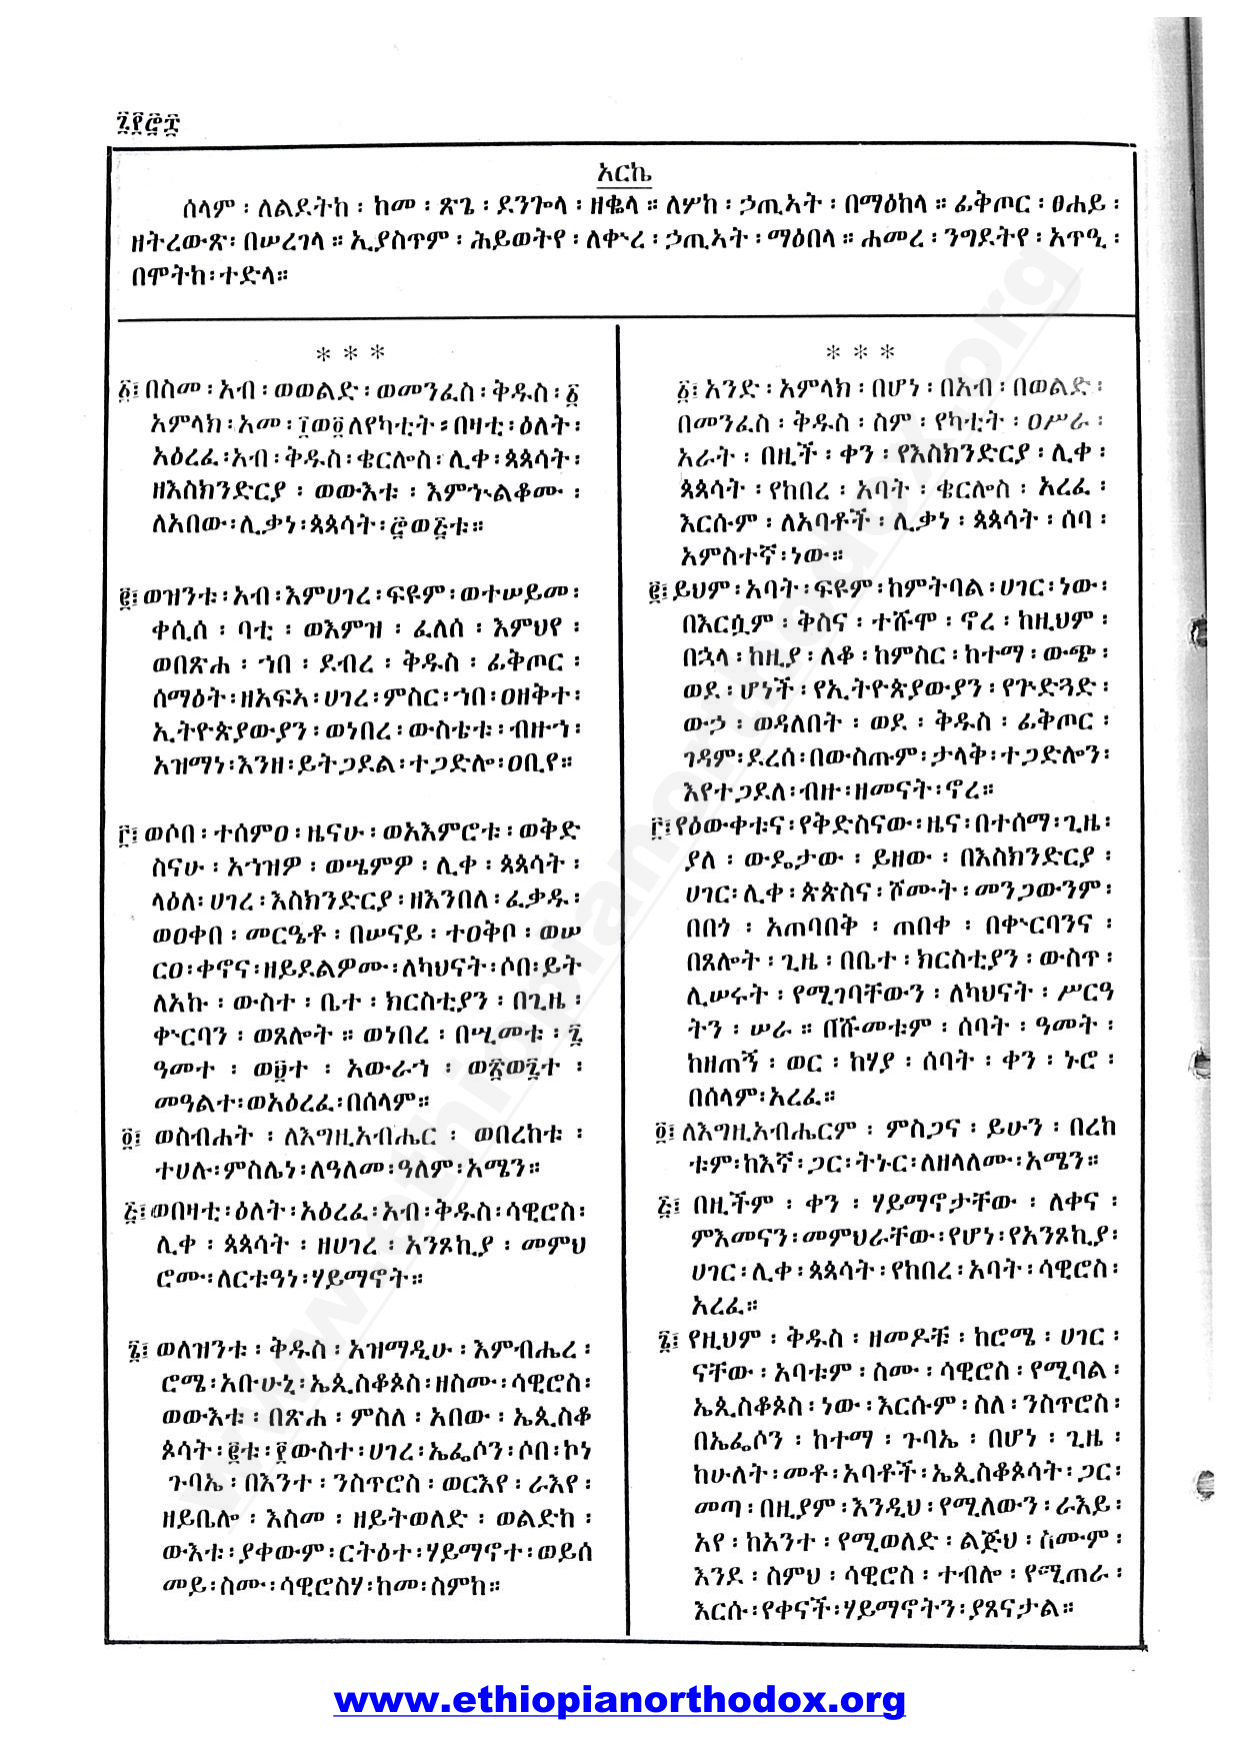 ፯፻፸፰
አርኬ
ሰላም ፡ ለልደትከ ፡ ከመ ፡ ጽጌ ፡ ደንጐላ ፡ ዘቈላ ። ለሦከ ፡ ኃጢአት ፡ በማዕከላ ። ፊቅጦር ፡ ፀሐይ ፡
ዘትረውጽ፡ በሠረገላ ። ኢያስጥም ፡ ሕይወትየ ፡ ለቍረ ፡ ኃጢአት ፡ ማዕበላ ። ሐመረ ፡ ንግደትየ ፡ አጥዒ ፡
በሞትከ፡ተድላ።
* * *
፩፤ በስመ ፡ አብ ፡ ወወልድ ፡ ወመንፈስ ፡ ቅዱስ ፡ ፩
አምላክ ፡ አመ ፡ ፲ወ፬ለየካቲት ፡ በዛቲ ፡ ዕለት ፡
አዕረፈ ፡አብ ፡ ቅዱስ ፡ ቄርሎስ ፡ ሊቀ ፡ ጳጳሳት ፡
ዘእስክንድርያ ፡ ወውእቱ ፡ እምኍልቆሙ ፡
ለአበው፡ሊቃነ፡ጳጳሳት፡፸ወ፭ቱ።
፪፤ ወዝንቱ ፡ አብ ፡ እምሀገረ ፡ ፍዩም ፡ ወተሠይመ ፡
ቀሲሰ ፡ ባቲ ፡ ወእምዝ ፡ ፈለሰ ፡ እምህየ ፡
ወበጽሐ ፡ ኀበ ፡ ደብረ ፡ ቅዱስ ፡ ፊቅጦር ፡
ሰማዕት ፡ ዘአፍአ ፡ ሀገረ ፡ ምስር ፡ ኀበ ፡ ዐዘቅተ ፡
ኢትዮጵያውያን ፡ ወነበረ ፡ ውስቴቱ ፡ ብዙኀ ፡
አዝማነ፡እንዘ፡ይትጋደል፡ተጋድሎ፡ዐቢየ።
፫፤ ወሶበ ፡ ተሰምዐ ፡ ዜናሁ ፡ ወአእምሮቱ ፡ ወቅድ
ስናሁ ፡ አኀዝዎ ፡ ወሤምዎ ፡ ሊቀ ፡ ጳጳሳት ፡
ላዕለ፡ ሀገረ ፡ እስክንድርያ ፡ ዘእንበለ ፡ ፈቃዱ ፡
ወዐቀበ ፡ መርዔቶ ፡ በሠናይ ፡ ተዐቅቦ ፡ ወሠ
ርዐ፡ቀኖና፡ዘይደልዎሙ፡ለካህናት፡ሶበ፡ይት
ለአኩ ፡ ውስተ ፡ ቤተ ፡ ክርስቲያን ፡ በጊዜ ፡
ቍርባን ፡ ወጸሎት ። ወነበረ ፡ በሢመቱ ፡ ፯
ዓመተ ፡ ወ፱ተ ፡ አውራኀ ፡ ወ፳ወ፯ተ ፡
መዓልተ፡ወአዕረፈ፡በሰላም።
፬፤ ወስብሐት ፡ ለእግዚአብሔር ፡ ወበረከቱ ፡
ተሀሉ፡ምስሌነ፡ለዓለመ፡ዓለም፡አሜን።
፭፤ወበዛቲ፡ዕለት፡አዕረፈ፡አብ፡ቅዱስ፡ሳዊሮስ፡
ሊቀ ፡ ጳጳሳት ፡ ዘሀገረ ፡ አንጾኪያ ፡ መምህ
ሮሙ፡ለርቱዓነ፡ሃይማኖት።
፮፤ ወለዝንቱ ፡ ቅዱስ ፡ አዝማዲሁ ፡ እምብሔረ ፡
ሮሜ ፡ አቡሁኒ ፡ ኤጲስቆጶስ ፡ ዘስሙ ፡ ሳዊሮስ፡
ወውእቱ ፡ በጽሐ ፡ ምስለ ፡ አበው ፡ ኤጲስቆ
ጶሳት ፡ ፪ቱ ፡ ፻ውስተ ፡ ሀገረ ፡ ኤፌሶን ፡ ሶበ ፡ ኮነ
ጉባኤ ፡ በእንተ ፡ ንስጥሮስ ፡ ወርእየ ፡ ራእየ ፡
ዘይቤሎ ፡ እስመ ፡ ዘይትወለድ ፡ ወልድከ ፡
ውእቱ ፡ ያቀውም ፡ ርትዕተ ፡ ሃይማኖተ ፡ ወይሰ
መይ፡ስሙ፡ሳዊሮስሃ፡ከመ፡ስምከ።
* * *
፩፤ አንድ ፡ አምላክ ፡ በሆነ ፡ በአብ ፡ በወልድ ፡
በመንፈስ ፡ ቅዱስ ፡ ስም ፡ የካቲት ፡ ዐሥራ ፡
አራት ፡ በዚች ፡ ቀን ፡ የእስክንድርያ ፡ ሊቀ ፡
ጳጳሳት ፡ የከበረ ፡ አባት ፡ ቄርሎስ ፡ አረፈ ፡
እርሱም ፡ ለአባቶች ፡ ሊቃነ ፡ ጳጳሳት ፡ ሰባ ፡
አምስተኛ፡ነው።
፪፤ ይህም ፡ አባት ፡ ፍዩም ፡ ከምትባል ፡ ሀገር ፡ ነው ፡
በእርሷም ፡ ቅስና ፡ ተሹሞ ፡ ኖረ ፡ ከዚህም ፡
በኋላ ፡ ከዚያ ፡ ለቆ ፡ ከምስር ፡ ከተማ ፡ ውጭ ፡
ወደ ፡ ሆነች ፡ የኢትዮጵያውያን ፡ የጕድጓድ ፡
ውኃ ፡ ወዳለበት ፡ ወደ ፡ ቅዱስ ፡ ፊቅጦር ፡
ገዳም፡ደረሰ፡በውስጡም፡ታላቅ፡ተጋድሎን፡
እየተጋደለ፡ብዙ፡ዘመናት፡ኖረ።
፫፤የዕውቀቱና፡የቅድስናው፡ዜና፡በተሰማ፡ጊዜ፡
ያለ ፡ ውዴታው ፡ ይዘው ፡ በእስክንድርያ ፡
ሀገር፡ ሊቀ ፡ ጵጵስና ፡ ሾሙት ፡ መንጋውንም ፡
በበጎ ፡ አጠባበቅ ፡ ጠበቀ ፡ በቍርባንና ፡
በጸሎት ፡ ጊዜ ፡ በቤተ ፡ ክርስቲያን ፡ ውስጥ ፡
ሊሠሩት ፡ የሚገባቸውን ፡ ለካህናት ፡ ሥርዓ
ትን ፡ ሠራ ። በሹመቱም ፡ ሰባት ፡ ዓመት ፡
ከዘጠኝ ፡ ወር ፡ ከሃያ ፡ ሰባት ፡ ቀን ፡ ኑሮ ፡
በሰላም፡አረፈ።
፬፤ ለእግዚአብሔርም ፡ ምስጋና ፡ ይሁን ፡ በረከ
ቱም፡ከእኛ፡ጋር፡ትኑር፡ለዘላለሙ፡አሜን።
፭፤ በዚችም ፡ ቀን ፡ ሃይማኖታቸው ፡ ለቀና ፡
ምእመናን፡መምህራቸው፡የሆነ፡የአንጾኪያ፡
ሀገር፡ሊቀ ፡ ጳጳሳት፡የከበረ፡አባት፡ሳዊሮስ፡
አረፈ።
፮፤ የዚህም ፡ ቅዱስ ፡ ዘመዶቹ ፡ ከሮሜ ፡ ሀገር ፡
ናቸው ፡ አባቱም ፡ ስሙ ፡ ሳዊሮስ ፡ የሚባል ፡
ኤጲስቆጶስ ፡ ነው ፡ እርሱም ፡ ስለ ፡ ንስጥሮስ ፡
በኤፌሶን ፡ ከተማ ፡ ጉባኤ ፡ በሆነ ፡ ጊዜ ፡
ከሁለት ፡ መቶ ፡ አባቶች ፡ ኤጲስቆጶሳት ፡ ጋር ፡
መጣ ፡ በዚያም ፡ እንዲህ ፡ የሚለውን ፡ ራእይ ፡
አየ ፡ ከአንተ ፡ የሚወለድ ፡ ልጅህ ፡ ስሙም ፡
እንደ ፡ ስምህ ፡ ሳዊሮስ ፡ ተብሎ ፡ የሚጠራ ፡
እርሱ፡የቀናች፡ሃይማኖትን፡ያጸናታል።
www.ethiopianorthodox.org
www.ethiopianorthodox.org